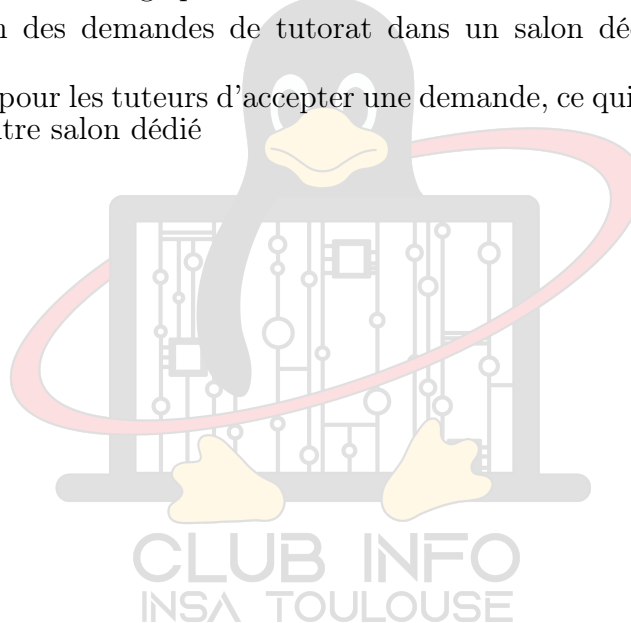 n des demandes de tutorat dans un salon dé
pour les tuteurs d'accepter une demande, ce qui
tre salon dédié
CLUB INFO
INSA TOULOUSE